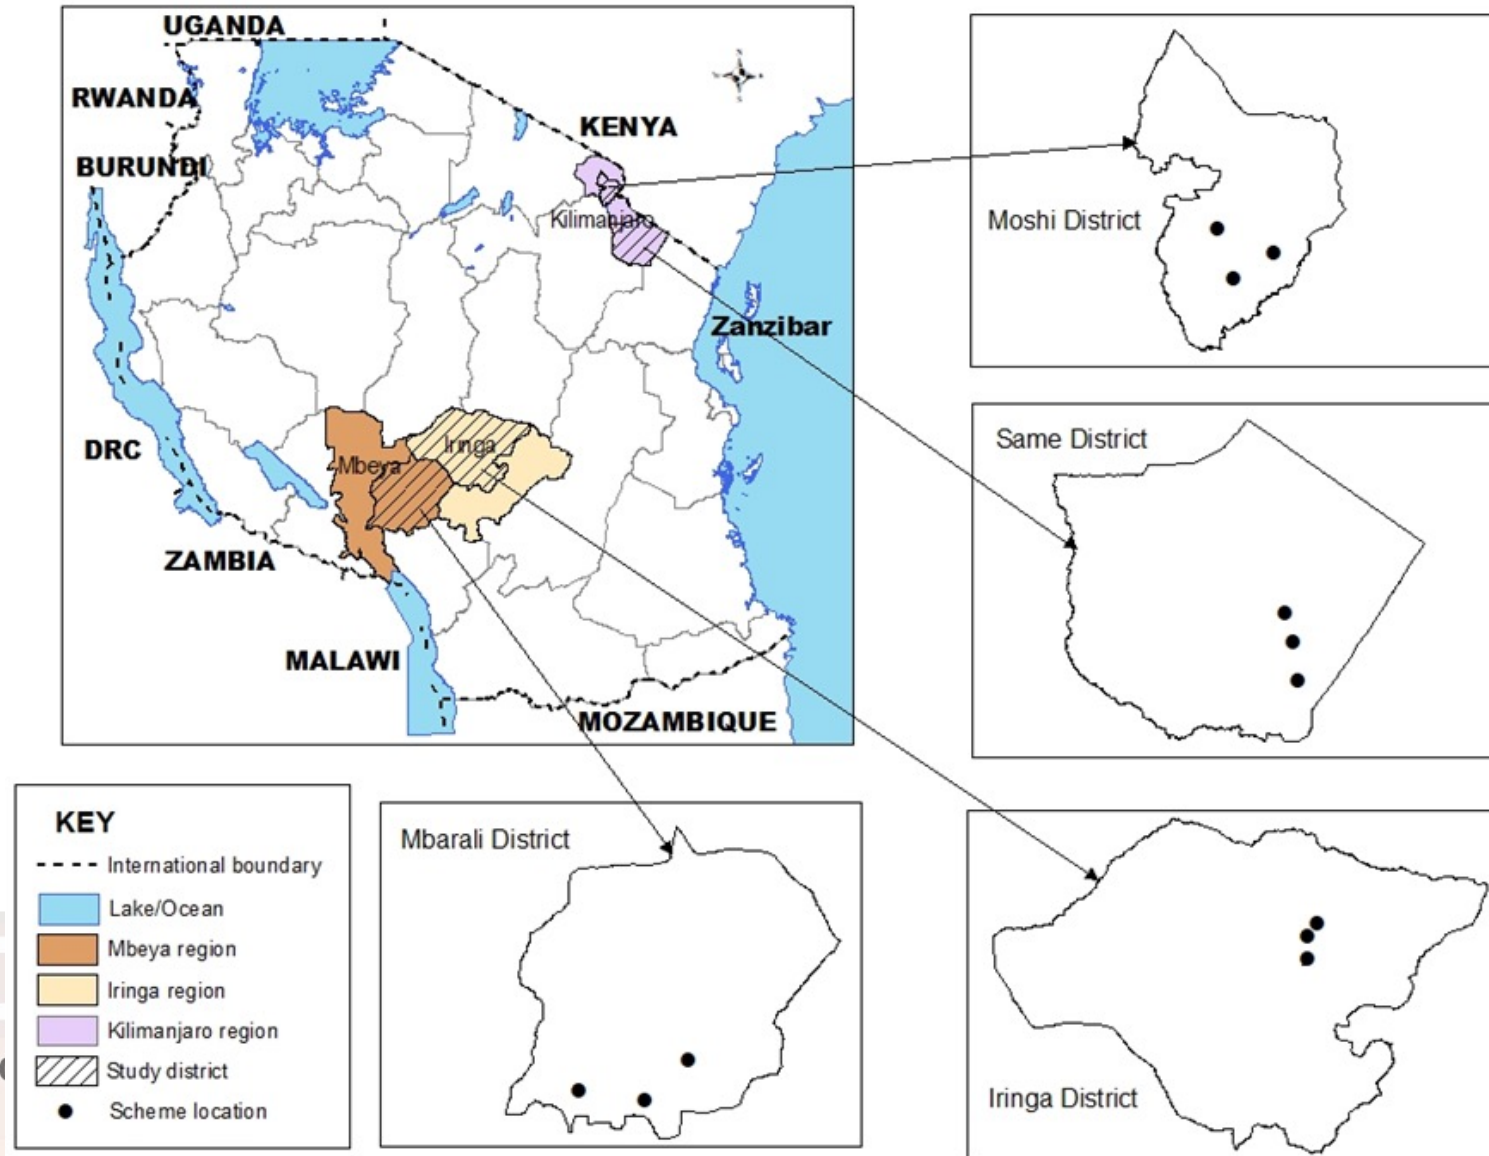 UGANDA
RWANDA
KENYA
BURUNDI
Kilimanjaro
Zanzibar
DRC
Iringa
Mbeya
ZAMBIA
MALAWI
MOZAMBIQUE
Moshi District
Same District
KEY
International boundary
Lake/Ocean
Mbeya region
Iringa region
Kilimanjaro region
Study district
Scheme location
Mbarali District
Iringa District